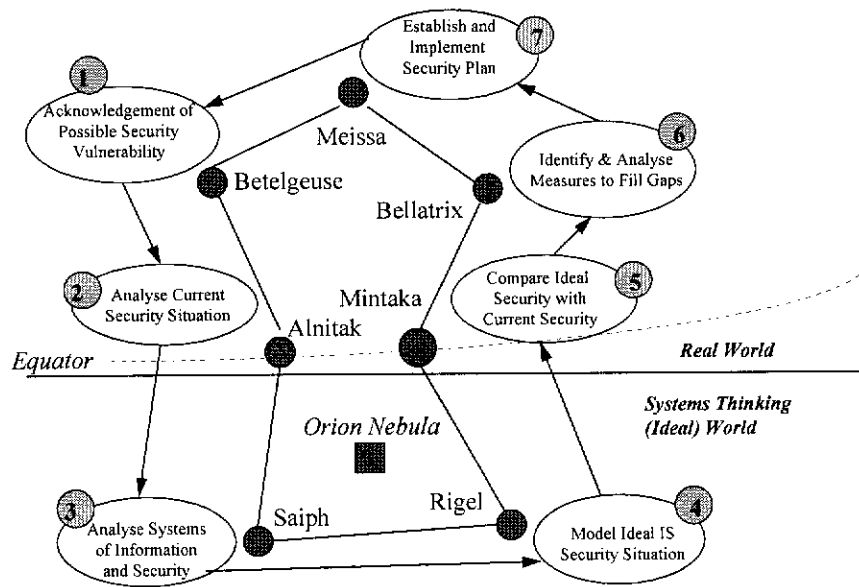 Establish and
Implement
Security Plan
7
1
Acknowledgement of
Possible Security
Vulnerability
Meissa
6
Identify & Analyse
Measures to Fill Gaps
Betelgeuse
Bellatrix
2
Analyse Current
Security Situation
Mintaka
Compare Ideal
Security with
Current Security
5
Alnitak
Equator
Real World
Systems Thinking
(Ideal) World
Orion Nebula
3
Analyse Systems
of Information
and Security
Saiph
Rigel
4
Model Ideal IS
Security Situation